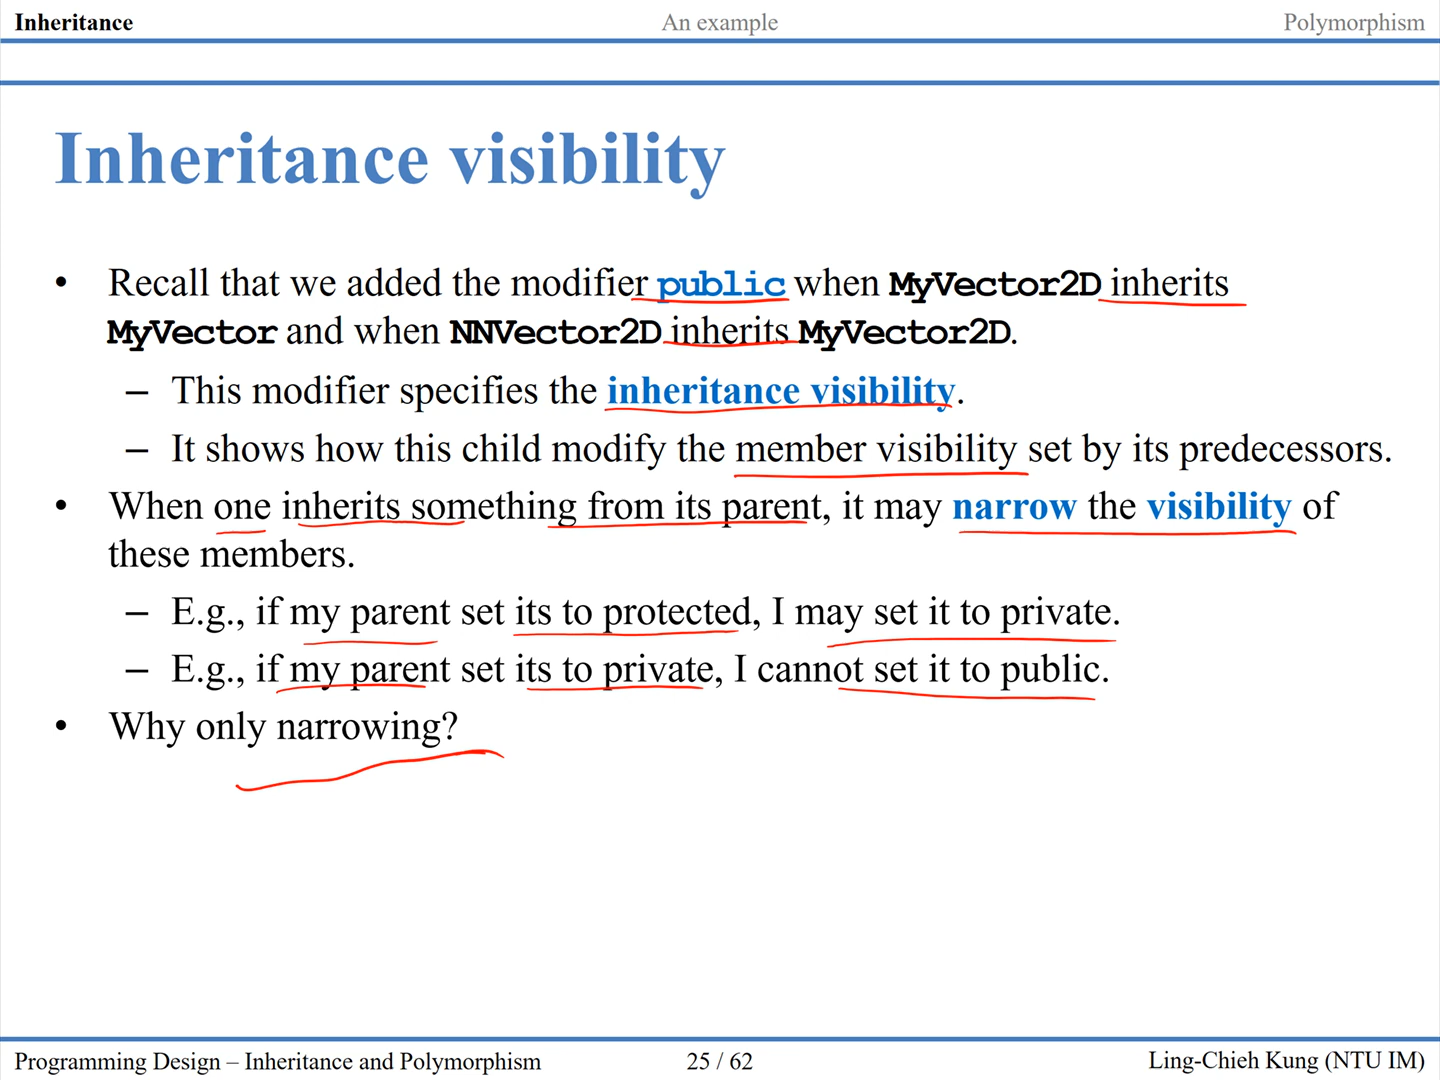 Inheritance An example Polymorphism
Inheritance visibility
• Recall that we added the modifier public when MyVector2D inherits
MyVector and when NNVector2D inherits MyVector2D.
– This modifier specifies the inheritance visibility.
– It shows how this child modify the member visibility set by its predecessors.
• When one inherits something from its parent, it may narrow the visibility of
these members.
– E.g., if my parent set its to protected, I may set it to private.
– E.g., if my parent set its to private, I cannot set it to public.
• Why only narrowing?
Programming Design – Inheritance and Polymorphism 25 / 62 Ling-Chieh Kung (NTU IM)